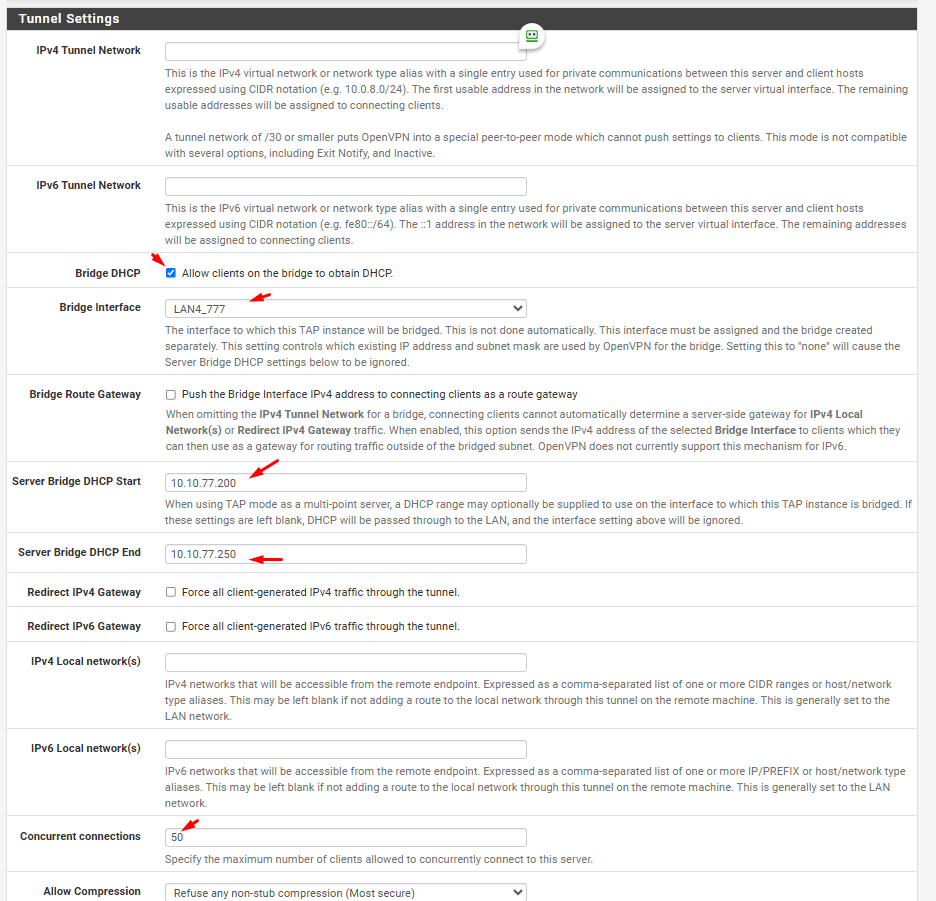 Tunnel Settings
IPv4 Tunnel Network
This is the IPv4 virtual network or network type alias with a single entry used for private communications between this server and client hosts
expressed using CIDR notation (e.g. 10.0.8.0/24). The first usable address in the network will be assigned to the server virtual interface. The remaining
usable addresses will be assigned to connecting clients.
A tunnel network of /30 or smaller puts OpenVPN into a special peer-to-peer mode which cannot push settings to clients. This mode is not compatible
with several options, including Exit Notify, and Inactive.
IPv6 Tunnel Network
This is the IPv6 virtual network or network type alias with a single entry used for private communications between this server and client hosts
expressed using CIDR notation (e.g. fe80::/64). The ::1 address in the network will be assigned to the server virtual interface. The remaining addresses
will be assigned to connecting clients.
Bridge DHCP
Allow clients on the bridge to obtain DHCP.
Bridge Interface
LAN4_777
The interface to which this TAP instance will be bridged. This is not done automatically. This interface must be assigned and the bridge created
separately. This setting controls which existing IP address and subnet mask are used by OpenVPN for the bridge. Setting this to "none" will cause the
Server Bridge DHCP settings below to be ignored.
Bridge Route Gateway
Push the Bridge Interface IPv4 address to connecting clients as a route gateway
When omitting the IPv4 Tunnel Network for a bridge, connecting clients cannot automatically determine a server-side gateway for IPv4 Local
Network(s) or Redirect IPv4 Gateway traffic. When enabled, this option sends the IPv4 address of the selected Bridge Interface to clients which they
can then use as a gateway for routing traffic outside of the bridged subnet. OpenVPN does not currently support this mechanism for IPv6.
Server Bridge DHCP Start
10.10.77.200
When using TAP mode as a multi-point server, a DHCP range may optionally be supplied to use on the interface to which this TAP instance is bridged. If
these settings are left blank, DHCP will be passed through to the LAN, and the interface setting above will be ignored.
Server Bridge DHCP End
10.10.77.250
Redirect IPv4 Gateway
Force all client-generated IPv4 traffic through the tunnel.
Redirect IPv6 Gateway
Force all client-generated IPv6 traffic through the tunnel.
IPv4 Local network(s)
IPv4 networks that will be accessible from the remote endpoint. Expressed as a comma-separated list of one or more CIDR ranges or host/network
type aliases. This may be left blank if not adding a route to the local network through this tunnel on the remote machine. This is generally set to the
LAN network.
IPv6 Local network(s)
IPv6 networks that will be accessible from the remote endpoint. Expressed as a comma-separated list of one or more IP/PREFIX or host/network type
aliases. This may be left blank if not adding a route to the local network through this tunnel on the remote machine. This is generally set to the LAN
network.
Concurrent connections
50
Specify the maximum number of clients allowed to concurrently connect to this server.
Allow Compression
Refuse any non-stub compression (Most secure)